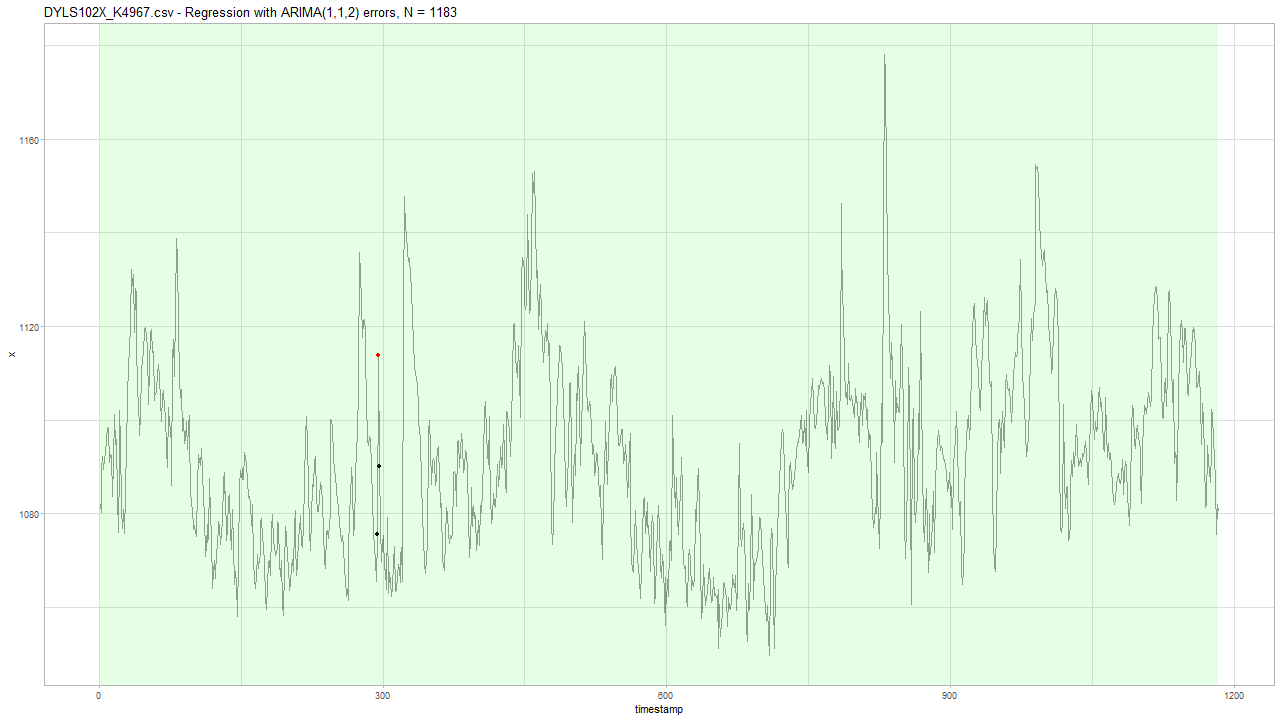 DYLS102X_K4967.csv - Regression with ARIMA(1,1,2) errors, N = 1183
1160
1120
x
1080
0
300
600
900
1200
timestamp